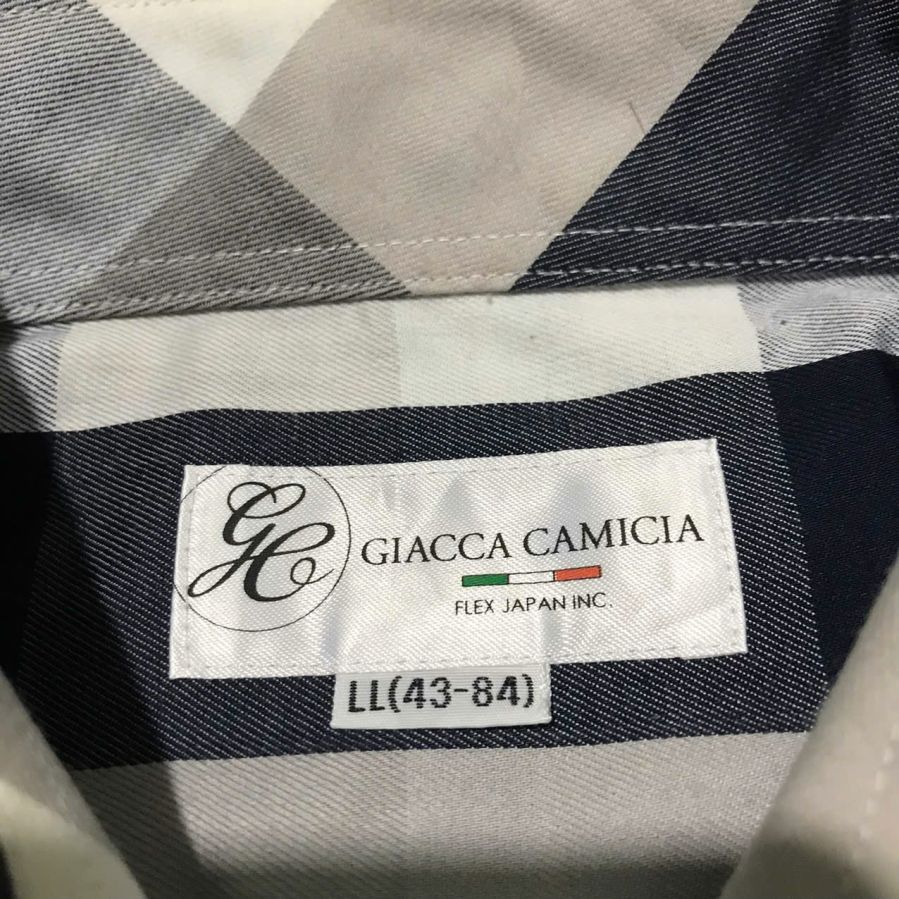 GC
GIACCA CAMICIA
FLEX JAPAN INC.
LL(43-84)